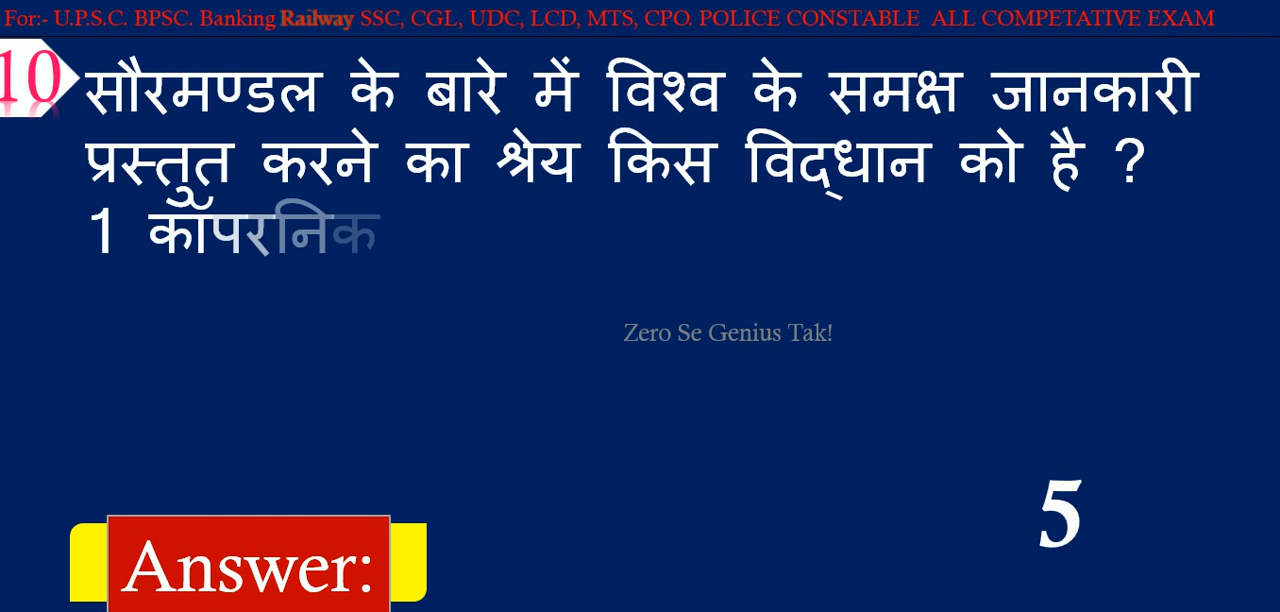 For:- U.P.S.C. BPSC. Banking Railway SSC, CGL, UDC, LCD, MTS, CPO. POLICE CONSTABLE ALL COMPETATIVE EXAM
10
सौरमण्डल के बारे में विश्व के समक्ष जानकारी
प्रस्तुत करने का श्रेय किस विद्धान को है ?
1 कॉपरनिक
Zero Se Genius Tak!
5
Answer: